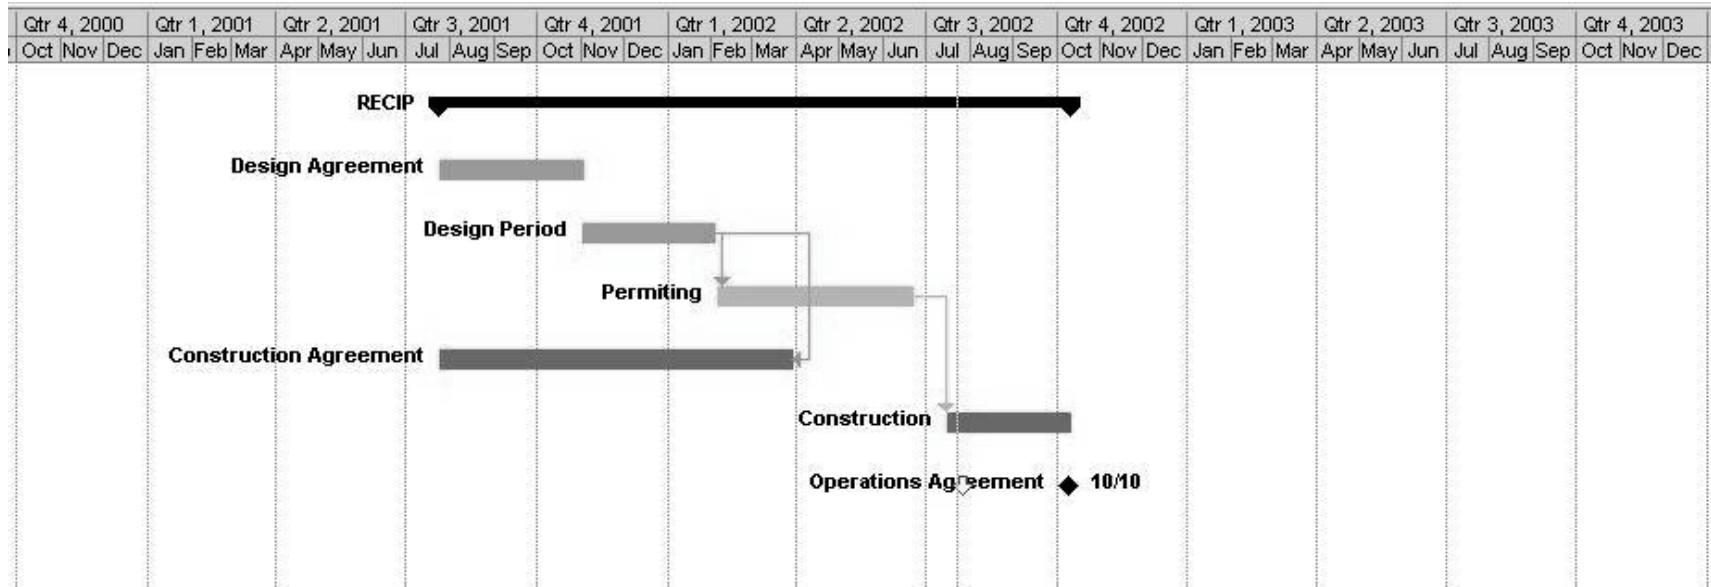 Qtr 4, 2000 Qtr 1, 2001 Qtr 2, 2001 Qtr 3, 2001 Qtr 4, 2001 Qtr 1, 2002 Qtr 2, 2002 Qtr 3, 2002 Qtr 4, 2002 Qtr 1, 2003 Qtr 2, 2003 Qtr 3, 2003 Qtr 4, 2003
Oct Nov Dec Jan Feb Mar Apr May Jun Jul Aug Sep Oct Nov Dec Jan Feb Mar Apr May Jun Jul Aug Sep Oct Nov Dec Jan Feb Mar Apr May Jun Jul Aug Sep Oct Nov Dec
RECIP
Design Agreement
Design Period
Permiting
Construction Agreement
Construction
Operations Agreement 10/10